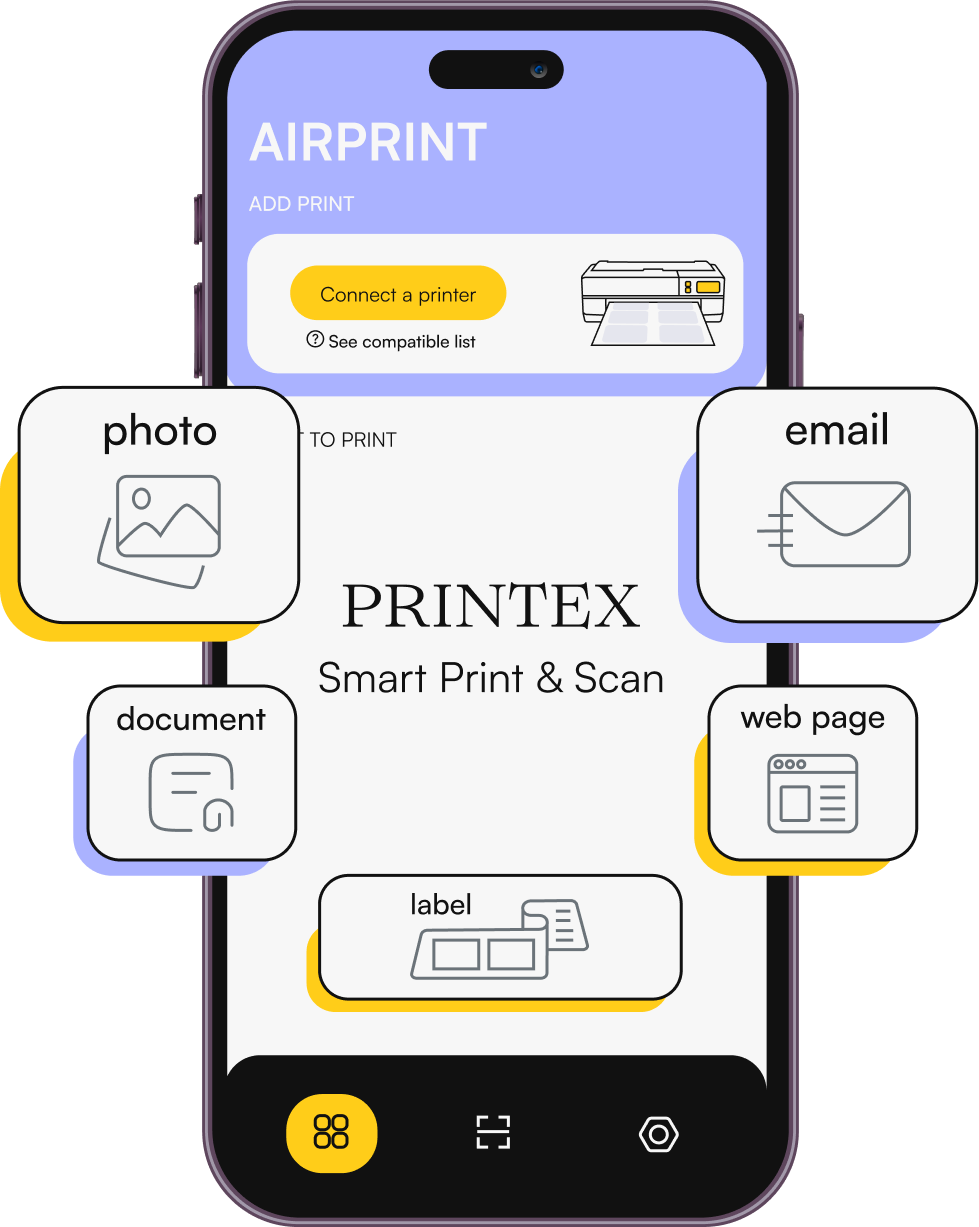 AIRPRINT
ADD PRINT
Connect a printer
? See compatible list
photo
email
TO PRINT
PRINTEX
Smart Print & Scan
document
web page
label